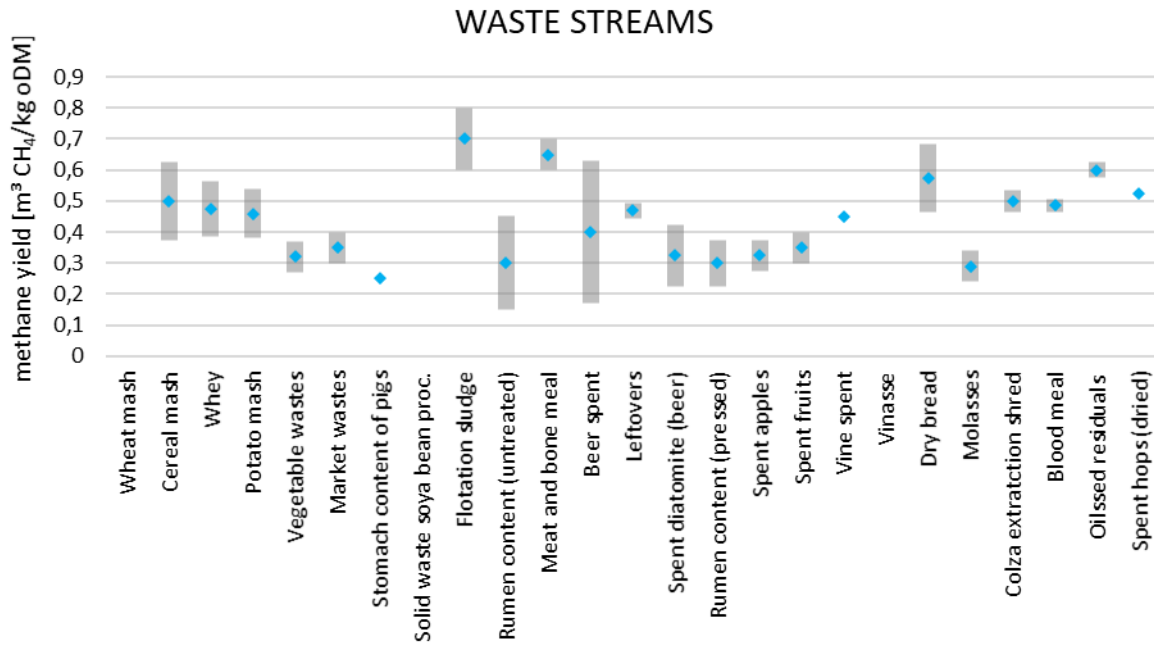 WASTE STREAMS
methane yield [m³ CH₄/kg oDM]
0,9
0,8
0,7
0,6
0,5
0,4
0,3
0,2
0,1
0
Wheat mash
Cereal mash
Whey
Potato mash
Vegetable wastes
Market wastes
Stomach content of pigs
Solid waste soya bean proc.
Flotation sludge
Rumen content (untreated)
Meat and bone meal
Beer spent
Leftovers
Spent diatomite (beer)
Rumen content (pressed)
Spent apples
Spent fruits
Vine spent
Vinasse
Dry bread
Molasses
Colza extratction shred
Blood meal
Oilssed residuals
Spent hops (dried)